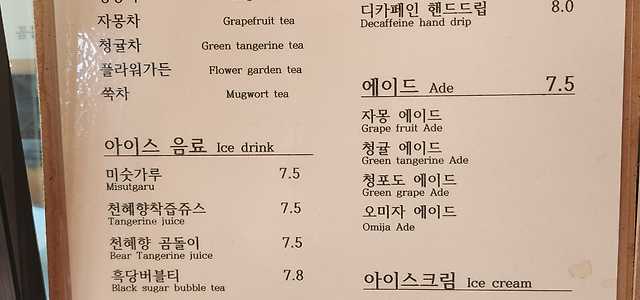 자몽차 Grapefruit tea
청귤차 Green tangerine tea
플라워가든 Flower garden tea
쑥차 Mugwort tea
아이스 음료 Ice drink
미숫가루 7.5
Misutgaru
천혜향착즙쥬스 7.5
Tangerine juice
천혜향 곰돌이 7.5
Bear Tangerine juice
흑당버블티 7.8
Black sugar bubble tea
디카페인 핸드드립 8.0
Decaffeine hand drip
에이드 Ade 7.5
자몽 에이드
Grape fruit Ade
청귤 에이드
Green tangerine Ade
청포도 에이드
Green grape Ade
오미자 에이드
Omija Ade
아이스크림 Ice cream